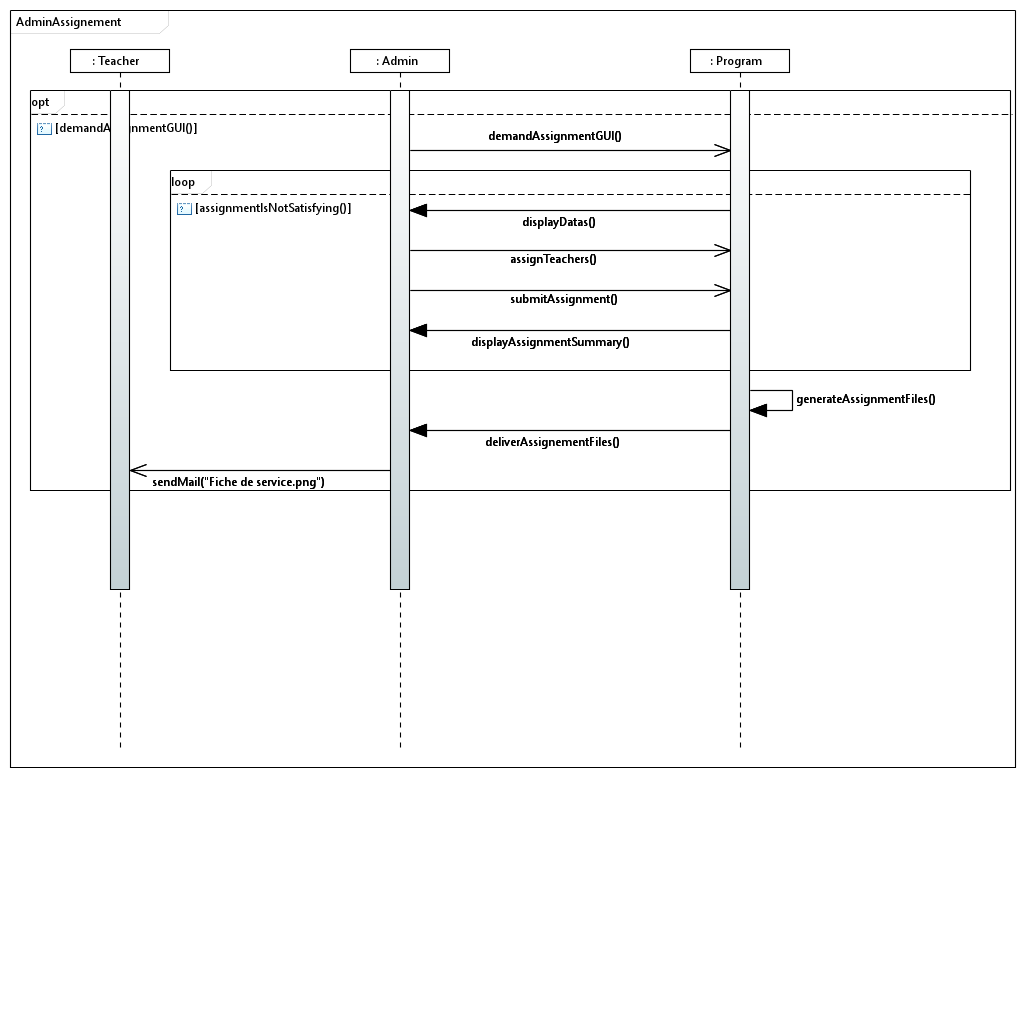 AdminAssignement
: Teacher
: Admin
: Program
opt
[demandA nmentGUI()]
demandAssignmentGUI()
loop
[assignmentIsNotSatisfying()]
displayDatas()
assignTeachers()
submitAssignment()
displayAssignmentSummary()
generateAssignmentFiles()
deliverAssignementFiles()
sendMail("Fiche de service.png")